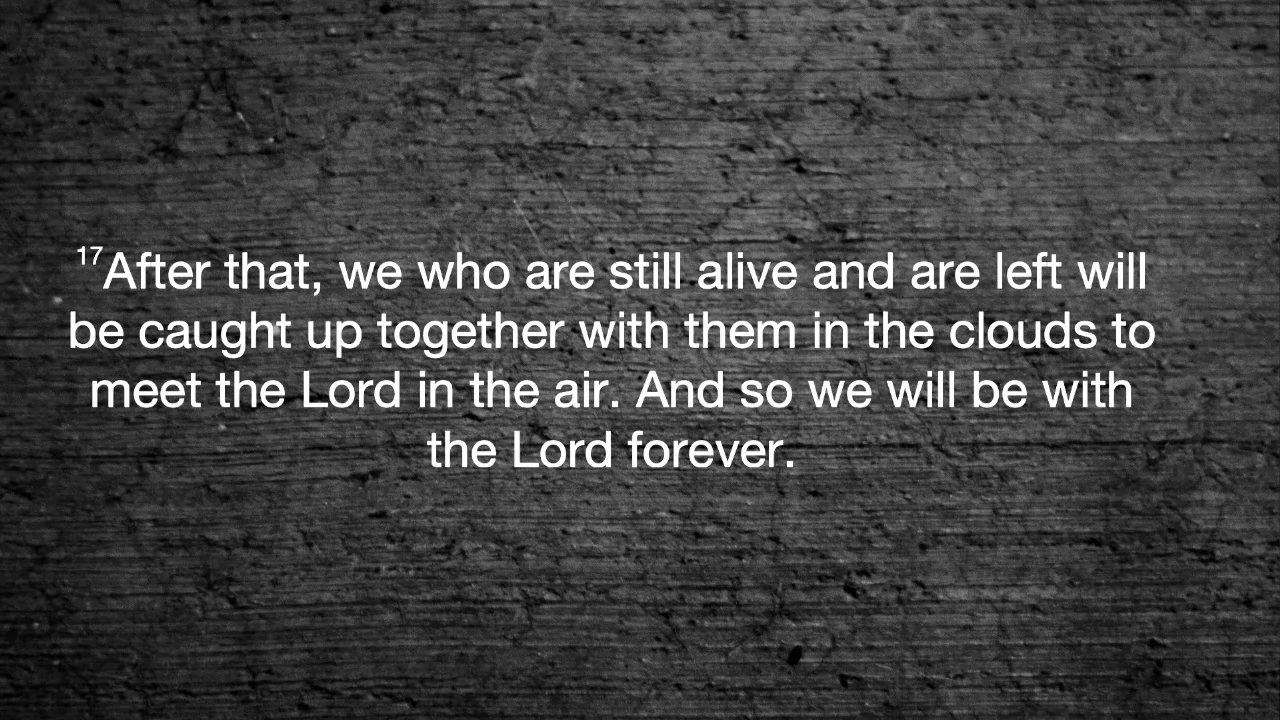 17After that, we who are still alive and are left will
be caught up together with them in the clouds to
meet the Lord in the air. And so we will be with
the Lord forever.